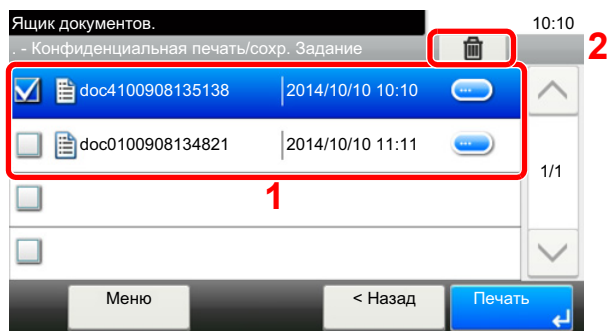 Ящик документов. 10:10
. - Конфиденциальная печать/сохр. Задание 2
doc4100908135138 2014/10/10 10:10
doc0100908134821 2014/10/10 11:11
1/1
1
Меню < Назад Печать